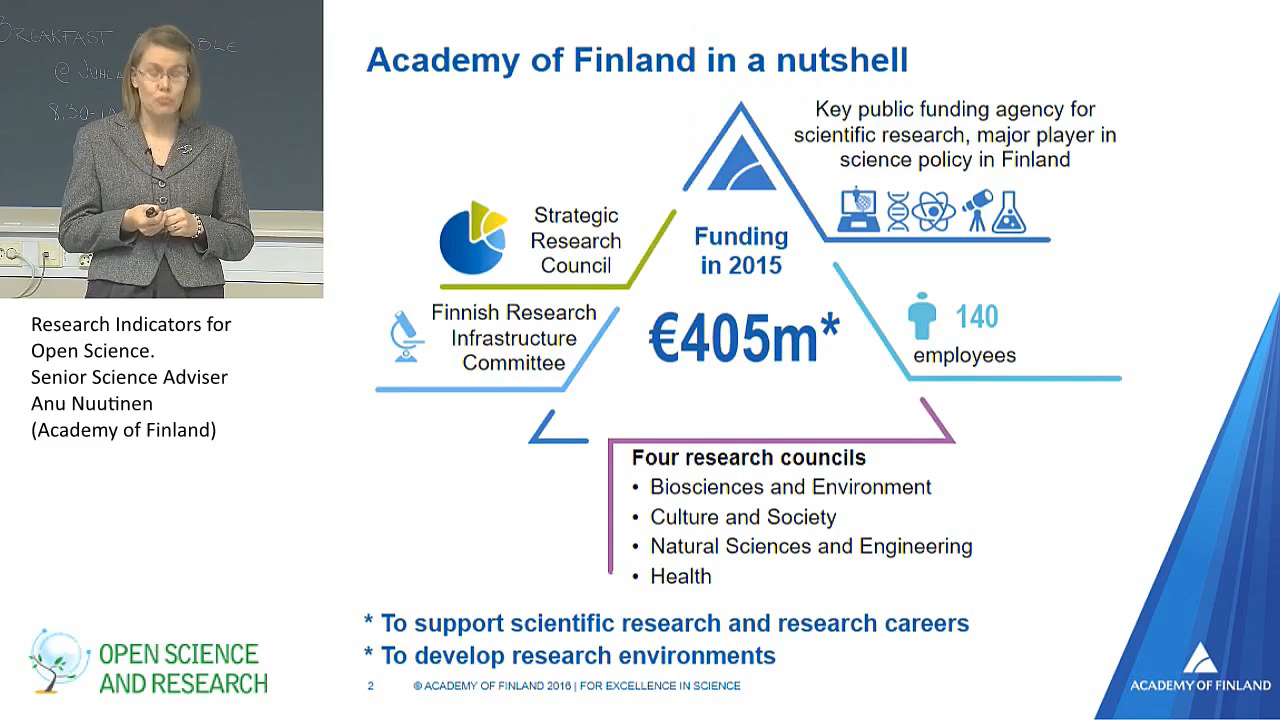 BREAKFAST
@
8.30-
Academy of Finland in a nutshell
Key public funding agency for
scientific research, major player in
science policy in Finland
Strategic
Research
Council
Funding
in 2015
€405m*
Finnish Research
Infrastructure
Committee
140
employees
Four research councils
• Biosciences and Environment
• Culture and Society
• Natural Sciences and Engineering
• Health
* To support scientific research and research careers
* To develop research environments
2
© ACADEMY OF FINLAND 2016 | FOR EXCELLENCE IN SCIENCE
ACADEMY OF FINLAND
Research Indicators for
Open Science.
Senior Science Adviser
Anu Nuutinen
(Academy of Finland)
OPEN SCIENCE
AND RESEARCH